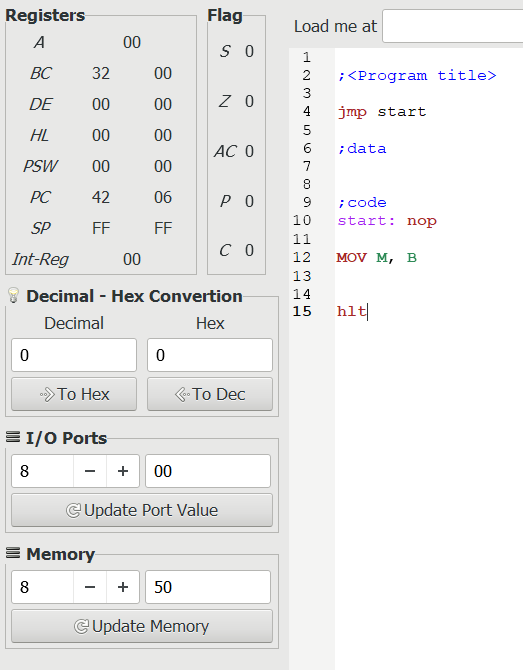 Registers
A 00
BC 32 00
DE 00 00
HL 00 00
PSW 00 00
PC 42 06
SP FF FF
Int-Reg 00
Flag
S 0
Z 0
AC 0
P 0
C 0
Decimal - Hex Convertion
Decimal Hex
0 0
To Hex To Dec
I/O Ports
8 − + 00
Update Port Value
Memory
8 − + 50
Update Memory
Load me at
1
2 ;<Program title>
3
4 jmp start
5
6 ;data
7
8
9 ;code
10 start: nop
11
12 MOV M, B
13
14
15 hlt